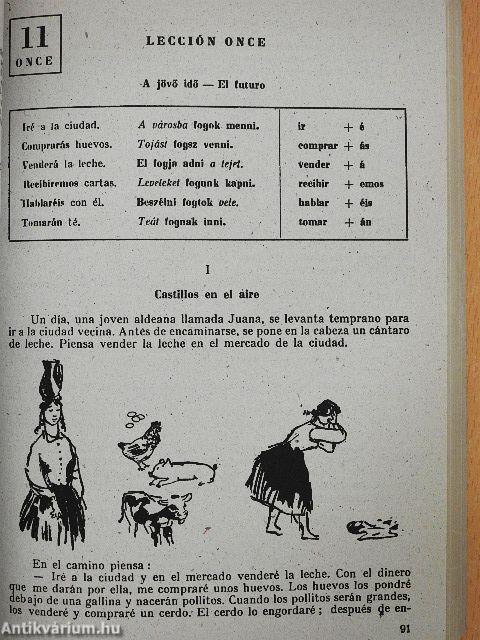 11
ONCE
LECCIÓN ONCE
A jövő idő — El futuro
Iré a la ciudad. A városba fogok menni. ir + é
Comprarás huevos. Tojást fogsz venni. comprar + ás
Venderá la leche. El fogja adni a tejet. vender + á
Recibiremos cartas. Leveleket fogunk kapni. recibir + emos
Hablaréis con él. Beszélni fogtok vele. hablar + éis
Tomarán té. Teát fognak inni. tomar + án
I
Castillos en el aire
Un día, una joven aldeana llamada Juana, se levanta temprano para
ir a la ciudad vecina. Antes de encaminarse, se pone en la cabeza un cántaro
de leche. Piensa vender la leche en el mercado de la ciudad.
En el camino piensa :
— Iré a la ciudad y en el mercado venderé la leche. Con el dinero
que me darán por ella, me compraré unos huevos. Los huevos los pondré
debajo de una gallina y nacerán pollitos. Cuando los pollitos serán grandes,
los venderé y compraré un cerdo. El cerdo lo engordaré ; después de en-
91
Antikvárium.hu